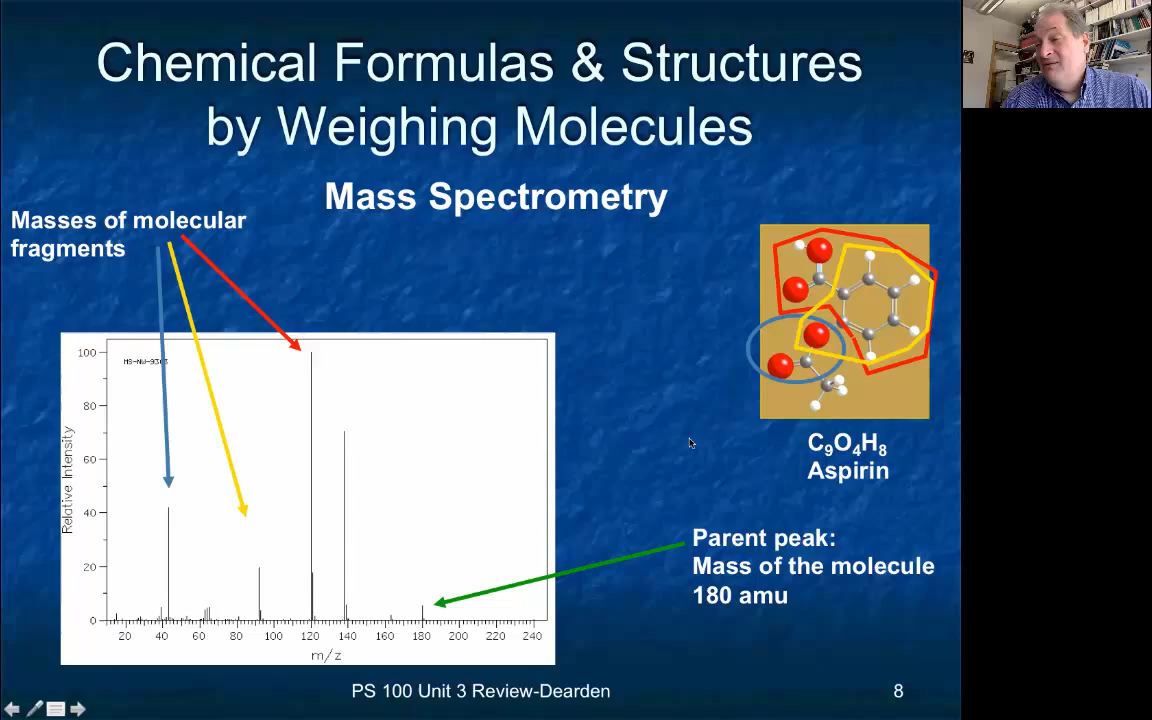 Chemical Formulas & Structures
by Weighing Molecules
Mass Spectrometry
Masses of molecular
fragments
100
80
60
40
20
0
Relative Intensity
20 40 60 80 100 120 140 160 180 200 220 240
m/z
C₉O₄H₈
Aspirin
Parent peak:
Mass of the molecule
180 amu
PS 100 Unit 3 Review-Dearden
8